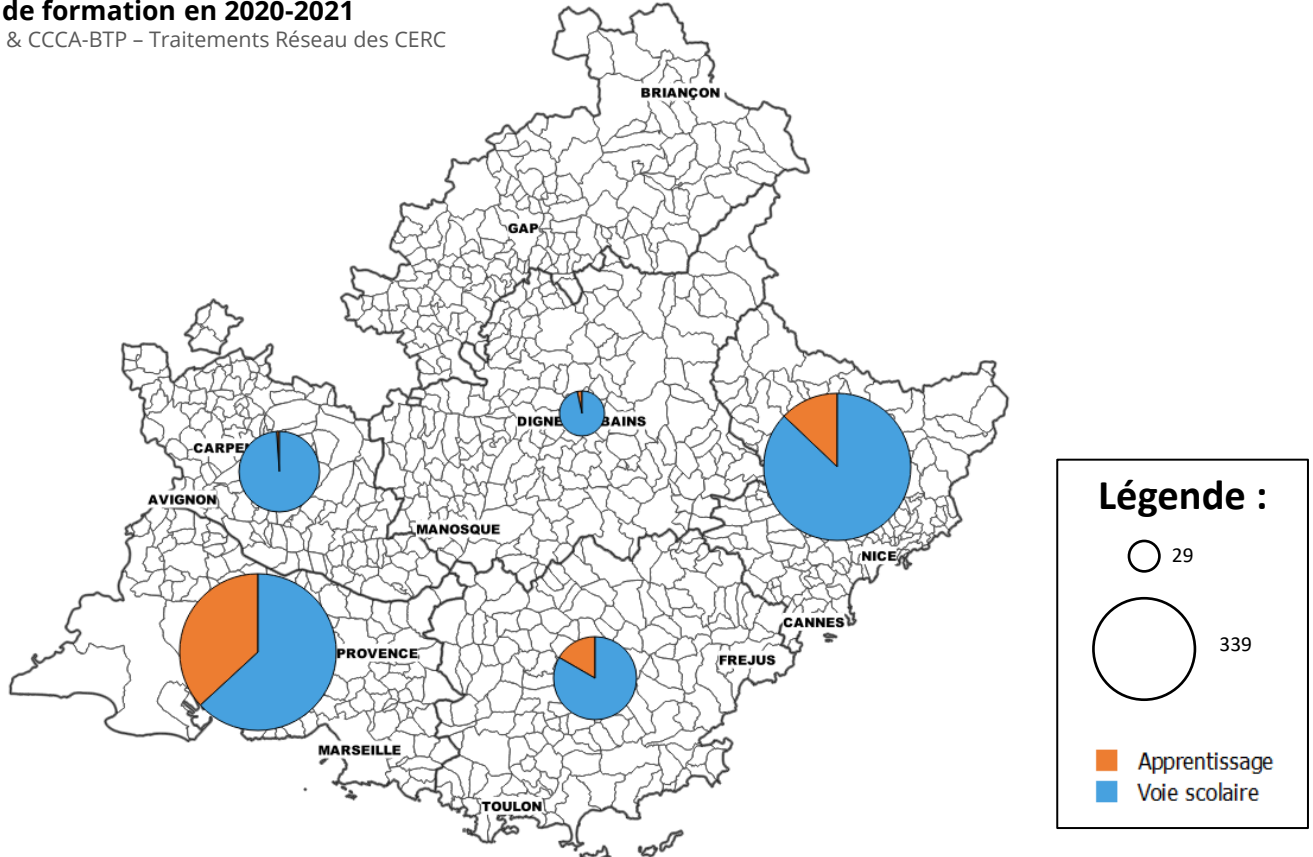 de formation en 2020-2021
& CCCA-BTP – Traitements Réseau des CERC
BRIANÇON
GAP
DIGNE BAINS
CARPE
AVIGNON
MANOSQUE
NICE
CANNES
PROVENCE
FREJUS
MARSEILLE
TOULON
Légende :
29
339
Apprentissage
Voie scolaire